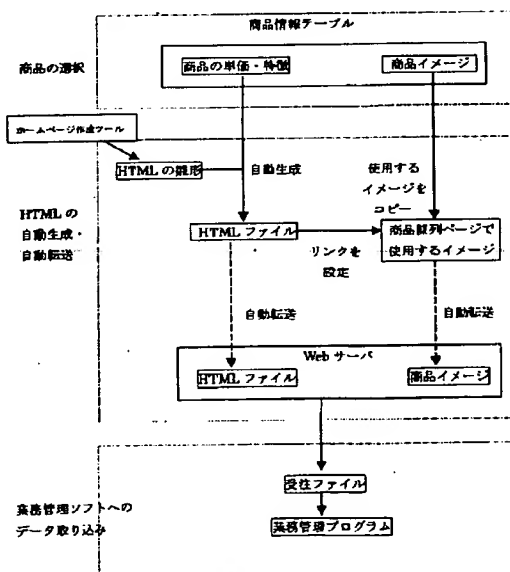 商品情報テーブル
商品の選択
商品の単価・特徴
商品イメージ
ホームページ作成ツール
HTMLの雛形
自動生成
使用する
イメージを
コピー
HTMLの
自動生成・
自動転送
HTMLファイル
リンクを
設定
商品陳列ページで
使用するイメージ
自動転送
自動転送
Webサーバ
HTMLファイル
商品イメージ
受注ファイル
業務管理ソフトへの
データ取り込み
業務管理プログラム